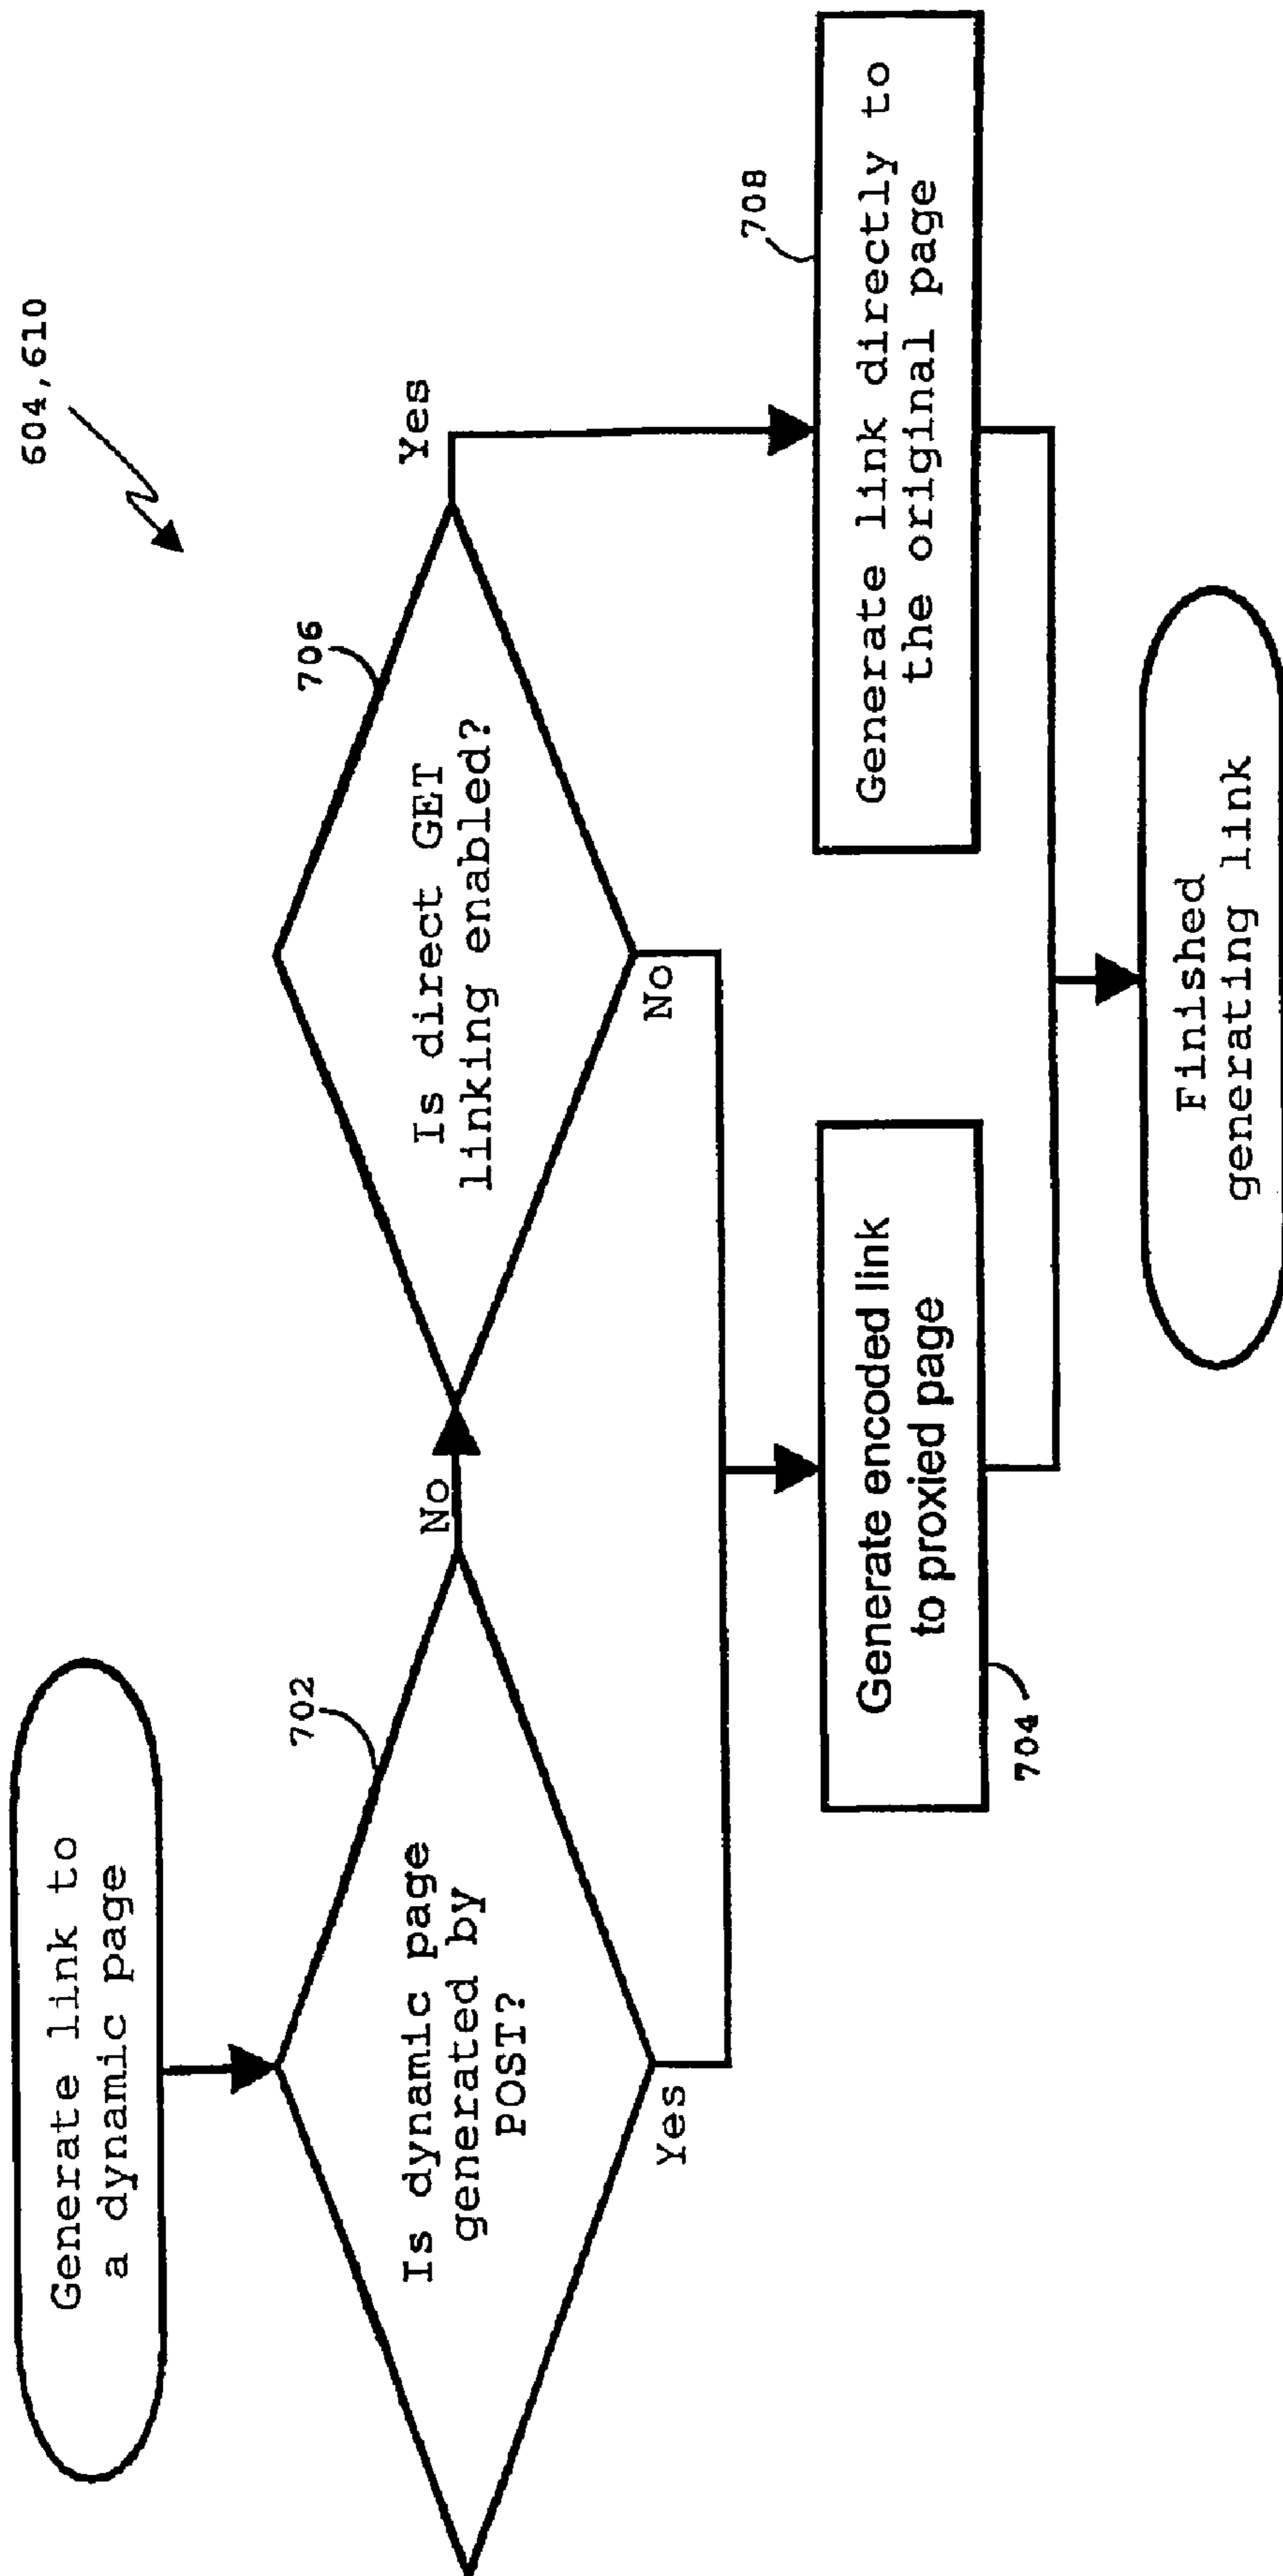 604,610
Generate link to
a dynamic page
702
Is dynamic page
generated by
POST?
No
Yes
706
Is direct GET
linking enabled?
Yes
No
Generate encoded link
to proxied page
704
708
Generate link directly to
the original page
Finished
generating link